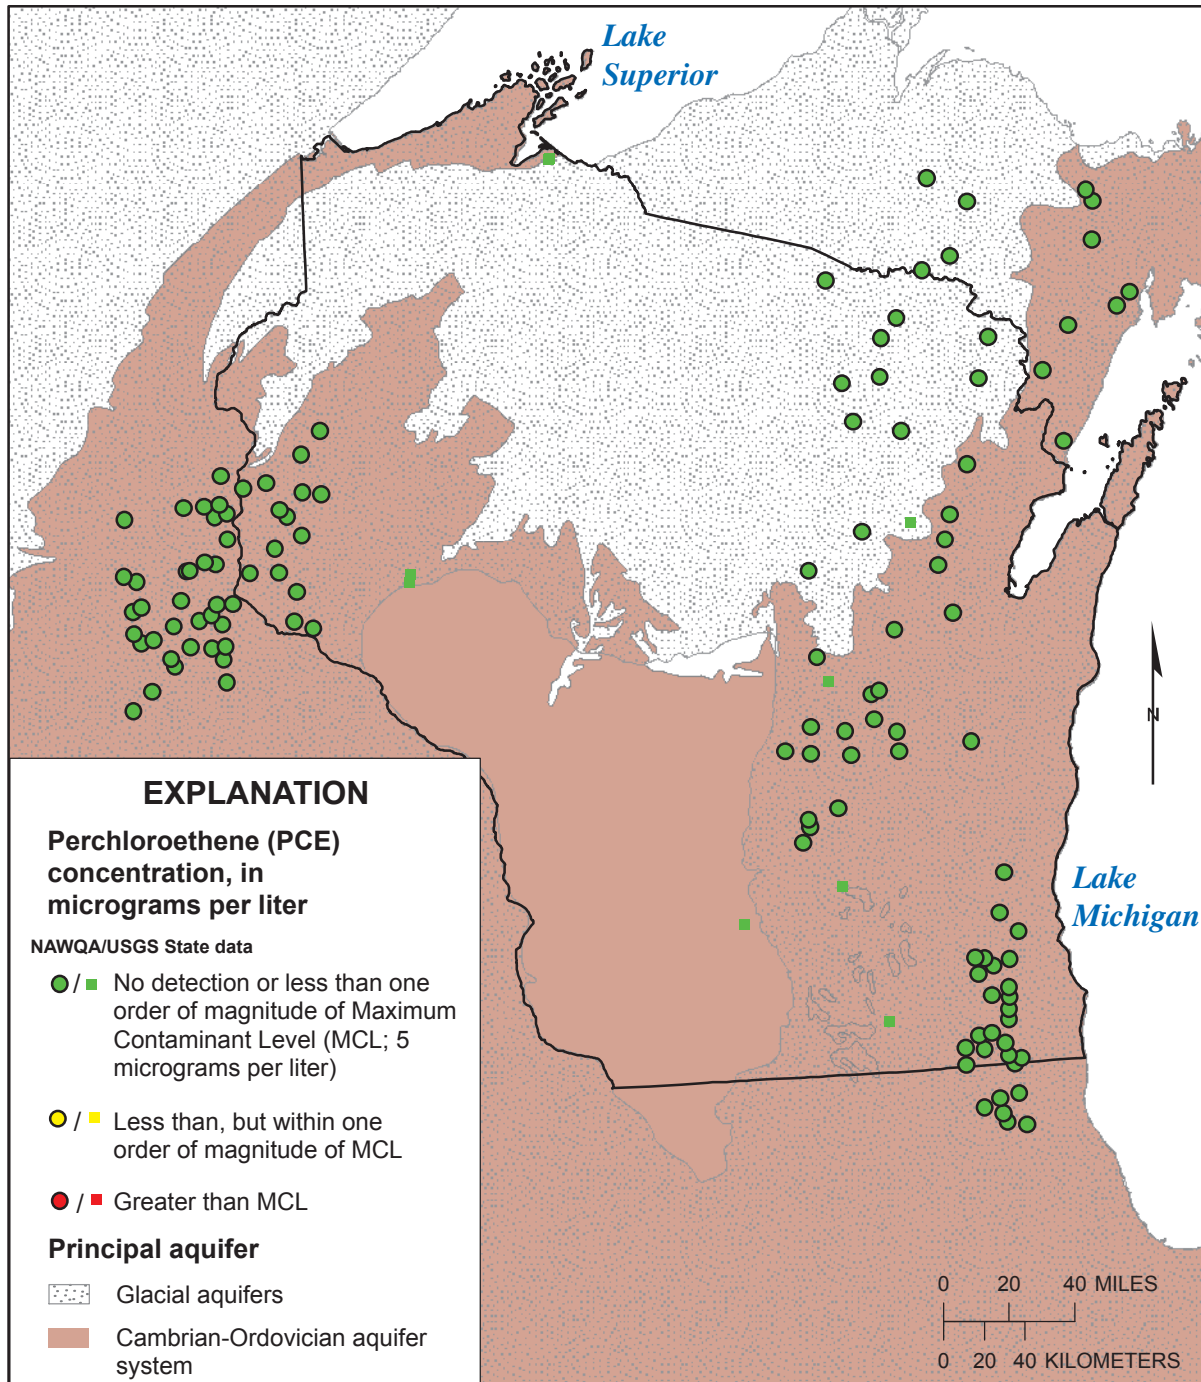 Lake
Superior
N
Lake
Michigan
EXPLANATION
Perchloroethene (PCE)
concentration, in
micrograms per liter
NAWQA/USGS State data
/ No detection or less than one
order of magnitude of Maximum
Contaminant Level (MCL; 5
micrograms per liter)
/ Less than, but within one
order of magnitude of MCL
/ Greater than MCL
Principal aquifer
Glacial aquifers
Cambrian-Ordovician aquifer
system
0 20 40 MILES
0 20 40 KILOMETERS